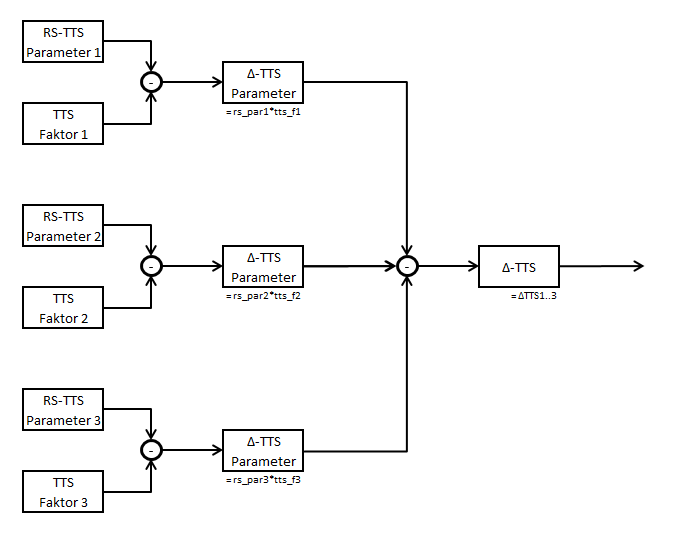 RS-TTS
Parameter 1
-
TTS
Faktor 1
Δ-TTS
Parameter
=rs_par1*tts_f1
RS-TTS
Parameter 2
-
TTS
Faktor 2
Δ-TTS
Parameter
=rs_par2*tts_f2
-
Δ-TTS
=ΔTTS1..3
RS-TTS
Parameter 3
-
TTS
Faktor 3
Δ-TTS
Parameter
=rs_par3*tts_f3